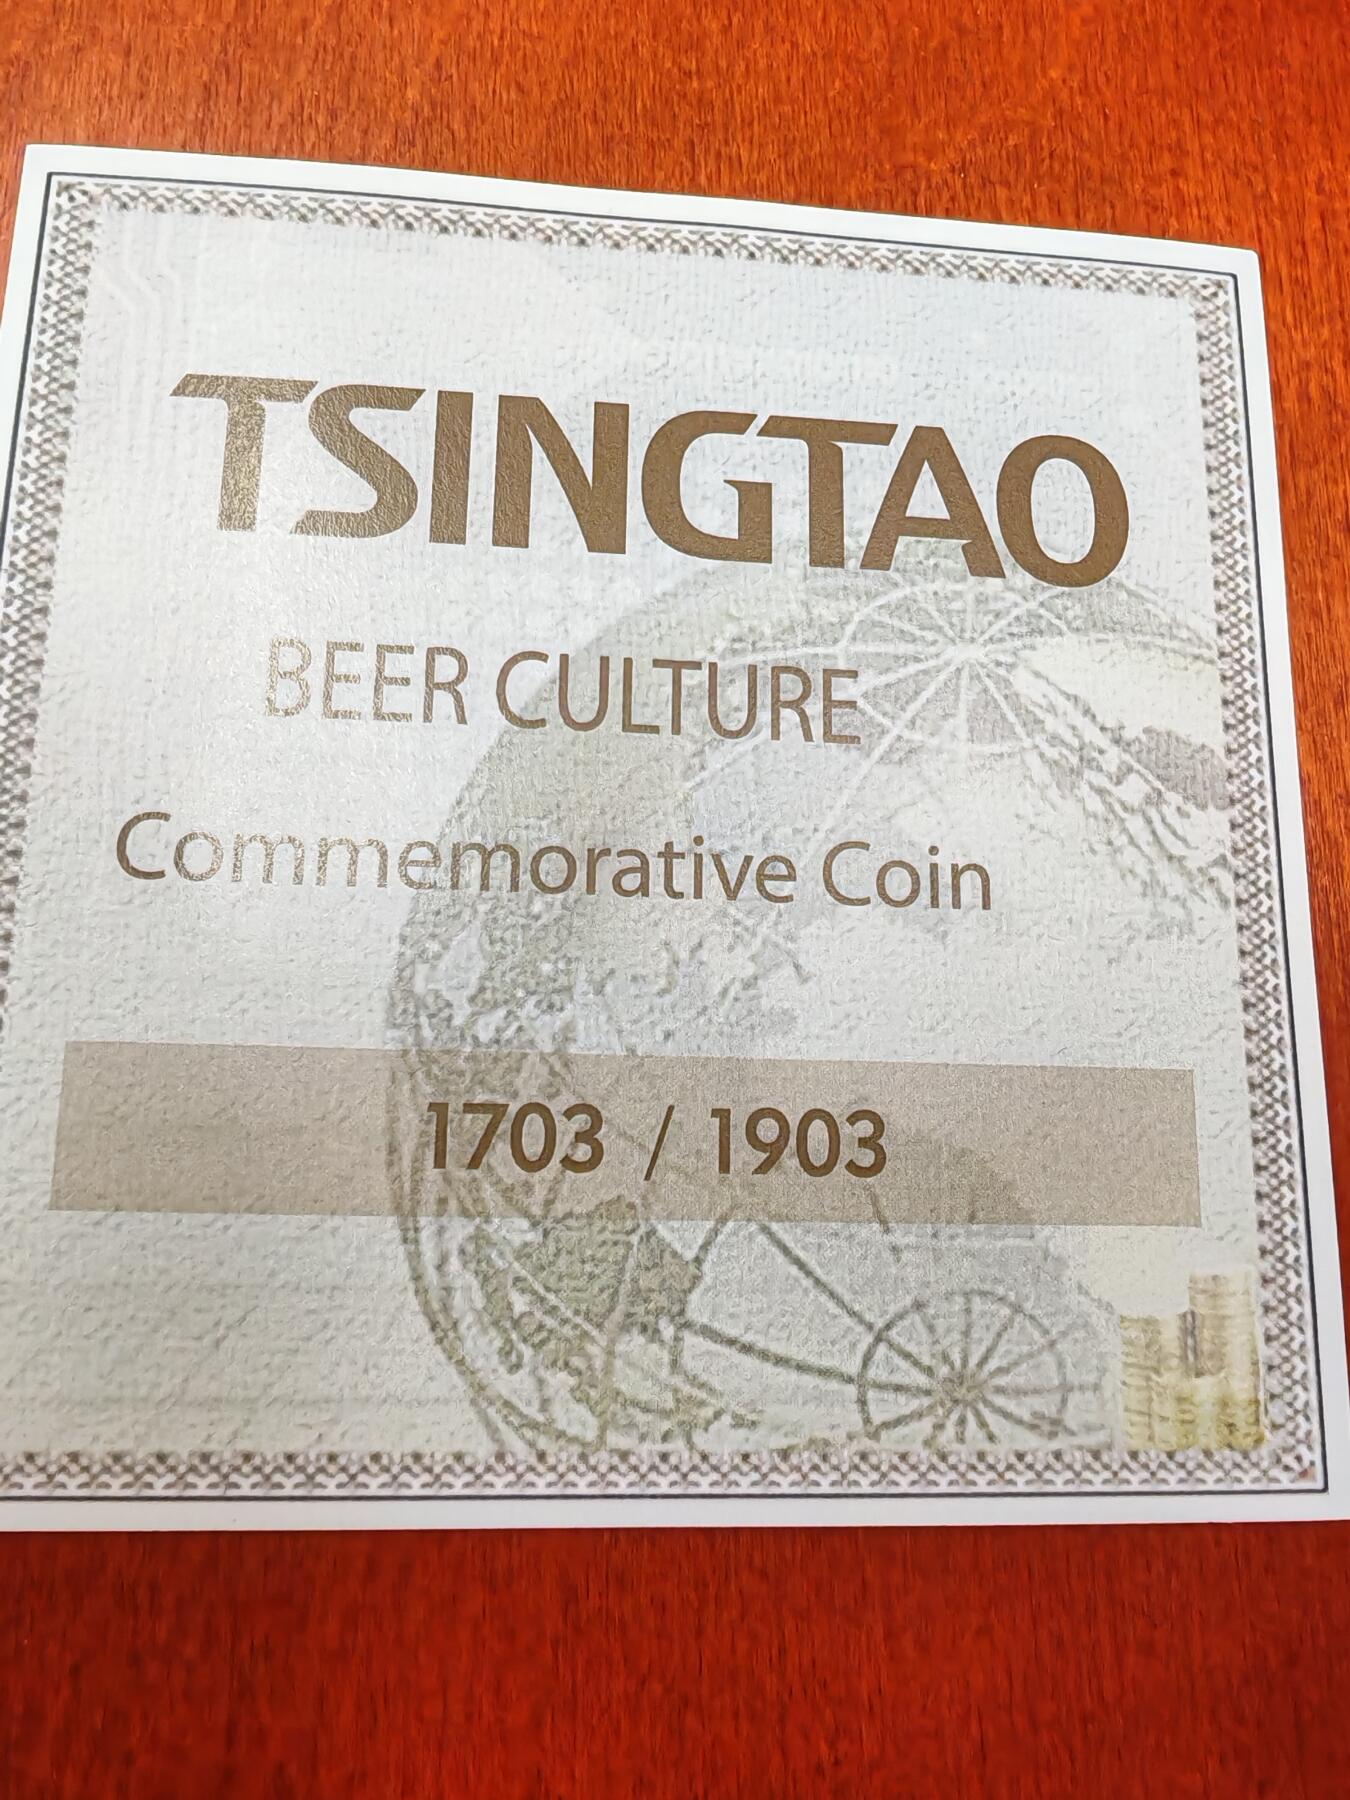 TSINGTAO
BEER CULTURE
Commemorative Coin
1703 / 1903